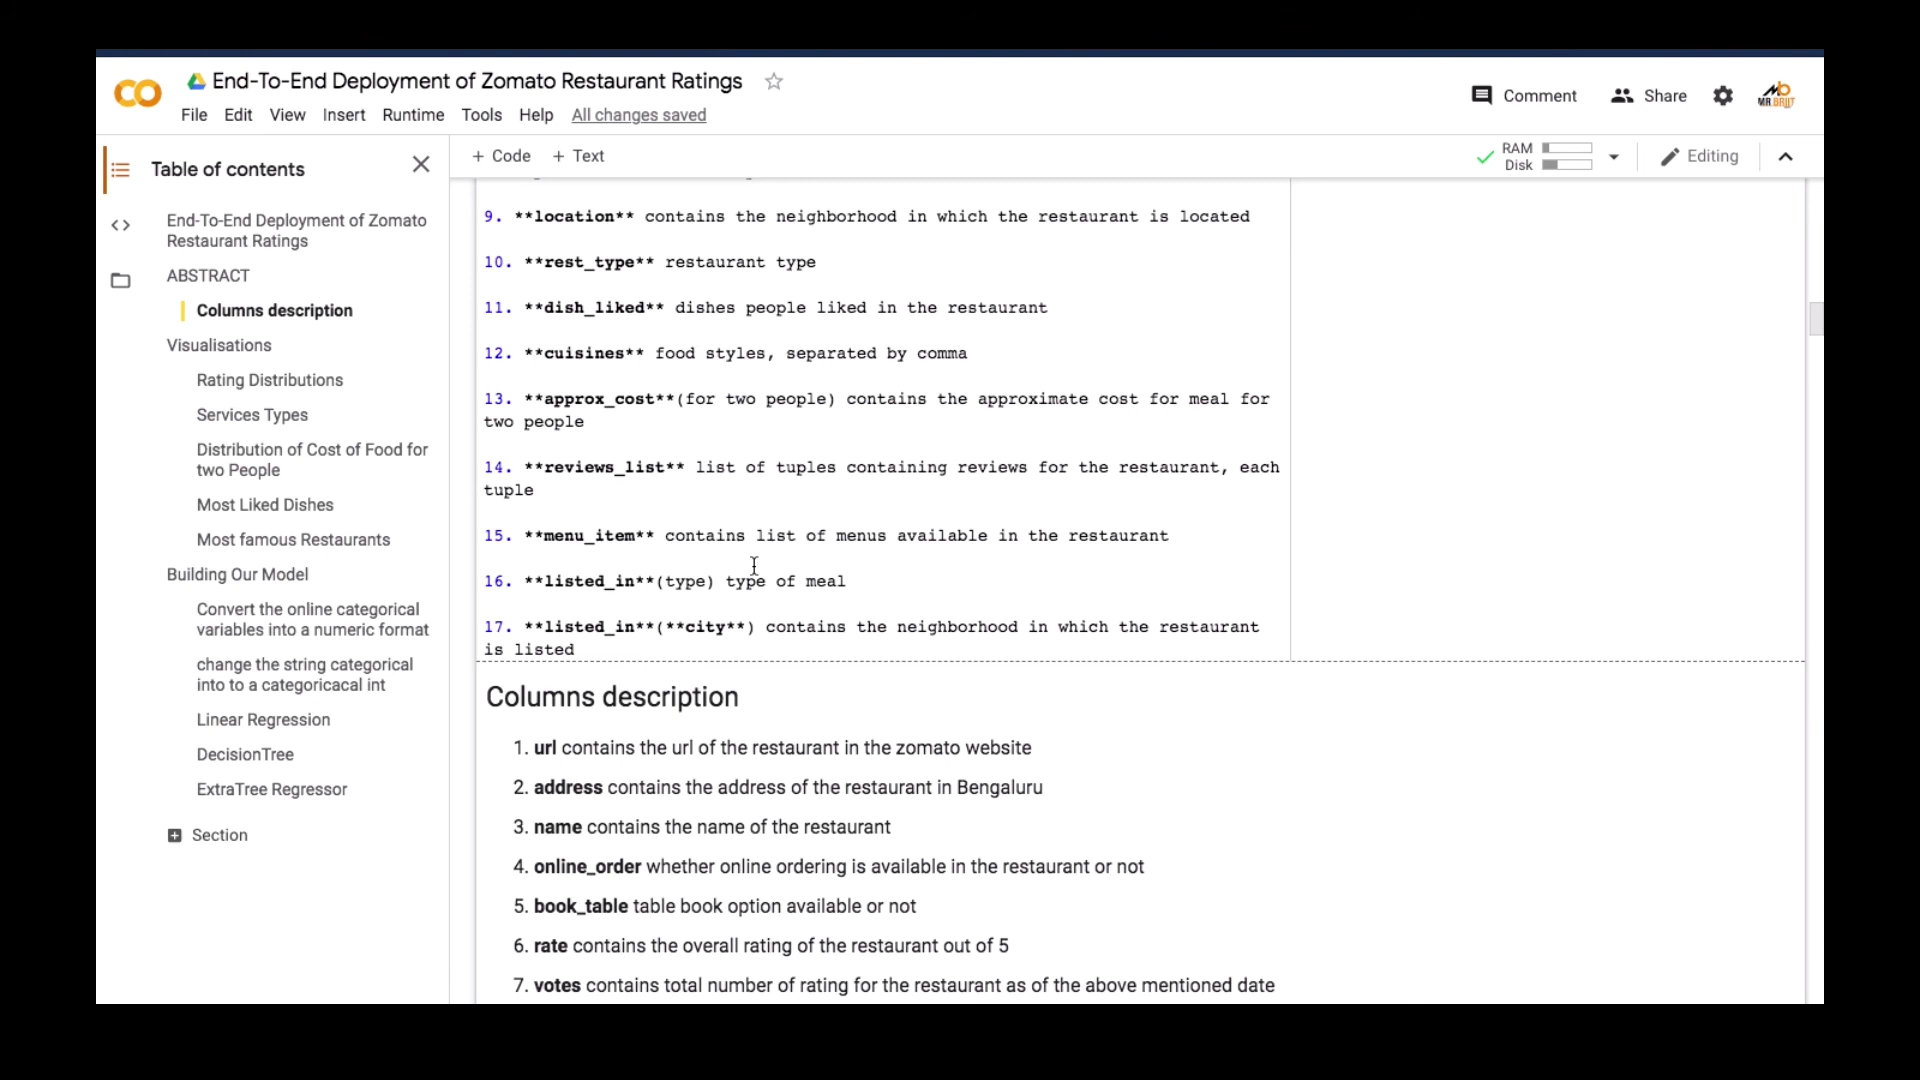 End-To-End Deployment of Zomato Restaurant Ratings
File Edit View Insert Runtime Tools Help All changes saved
Comment Share
MR.BRIIT
Table of contents
End-To-End Deployment of Zomato
Restaurant Ratings
ABSTRACT
Columns description
Visualisations
Rating Distributions
Services Types
Distribution of Cost of Food for
two People
Most Liked Dishes
Most famous Restaurants
Building Our Model
Convert the online categorical
variables into a numeric format
change the string categorical
into to a categoricacal int
Linear Regression
DecisionTree
ExtraTree Regressor
Section
+ Code + Text
RAM
Disk
Editing
9. **location** contains the neighborhood in which the restaurant is located
10. **rest_type** restaurant type
11. **dish_liked** dishes people liked in the restaurant
12. **cuisines** food styles, separated by comma
13. **approx_cost**(for two people) contains the approximate cost for meal for
two people
14. **reviews_list** list of tuples containing reviews for the restaurant, each
tuple
15. **menu_item** contains list of menus available in the restaurant
16. **listed_in**(type) type of meal
17. **listed_in**(**city**) contains the neighborhood in which the restaurant
is listed
Columns description
1. url contains the url of the restaurant in the zomato website
2. address contains the address of the restaurant in Bengaluru
3. name contains the name of the restaurant
4. online_order whether online ordering is available in the restaurant or not
5. book_table table book option available or not
6. rate contains the overall rating of the restaurant out of 5
7. votes contains total number of rating for the restaurant as of the above mentioned date